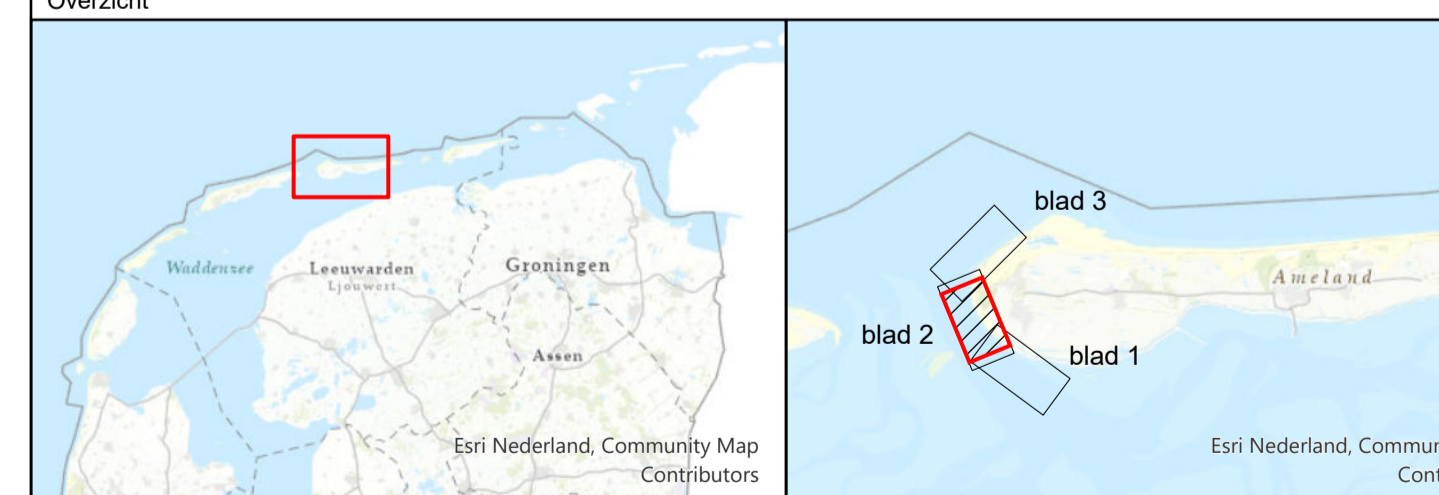 Overzicht
Waddenzee
Leeuwarden
Ljouwert
Groningen
Assen
Esri Nederland, Community Map
Contributors
blad 3
Ameland
blad 2
blad 1
Esri Nederland, Commun
Cont